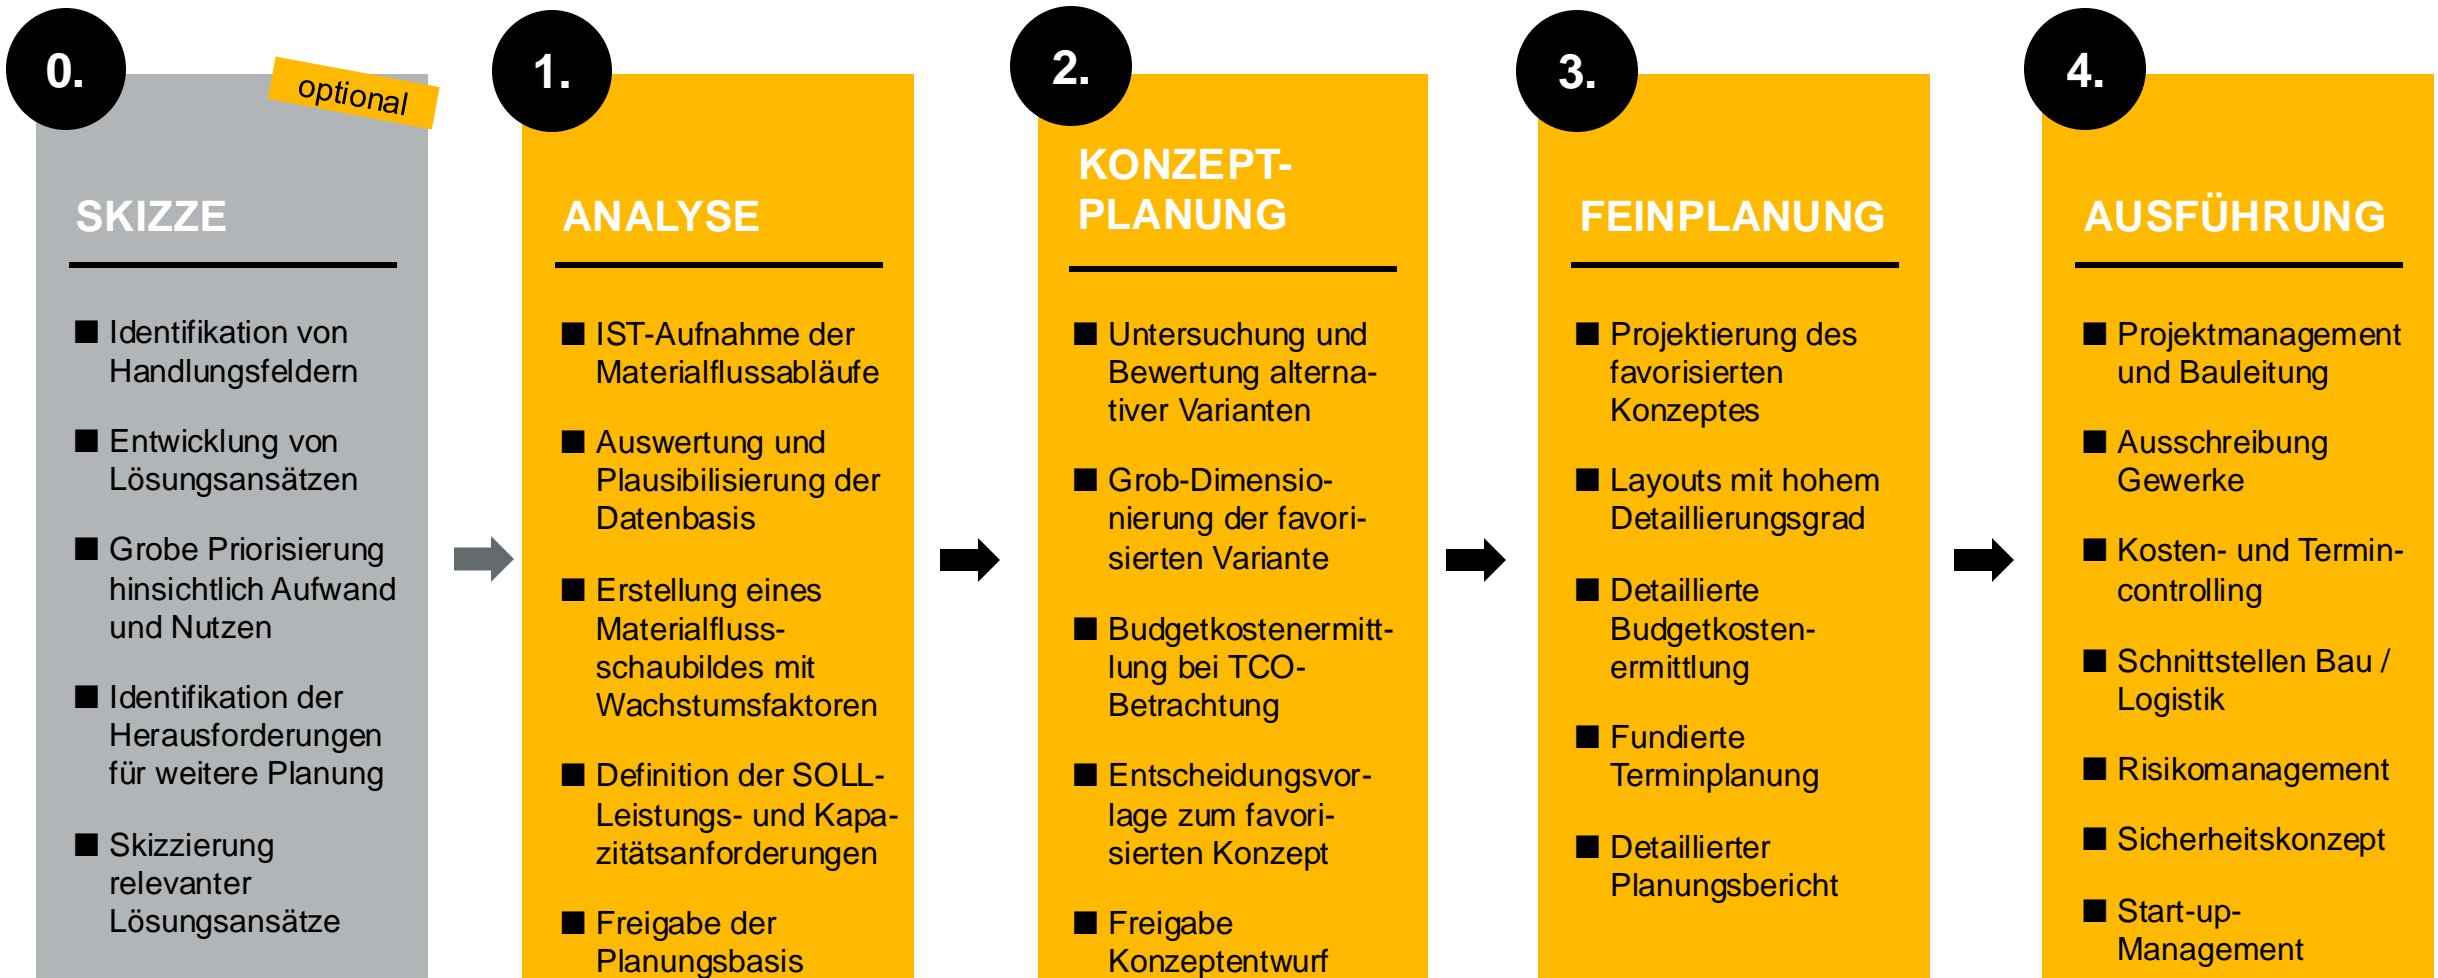 0.
optional
SKIZZE
■ Identifikation von
Handlungsfeldern
■ Entwicklung von
Lösungsansätzen
■ Grobe Priorisierung
hinsichtlich Aufwand
und Nutzen
■ Identifikation der
Herausforderungen
für weitere Planung
■ Skizzierung
relevanter
Lösungsansätze
1.
ANALYSE
■ IST-Aufnahme der
Materialflussabläufe
■ Auswertung und
Plausibilisierung der
Datenbasis
■ Erstellung eines
Materialfluss-
schaubildes mit
Wachstumsfaktoren
■ Definition der SOLL-
Leistungs- und Kapa-
zitätsanforderungen
■ Freigabe der
Planungsbasis
2.
KONZEPT-
PLANUNG
■ Untersuchung und
Bewertung alterna-
tiver Varianten
■ Grob-Dimensio-
nierung der favori-
sierten Variante
■ Budgetkostenermitt-
lung bei TCO-
Betrachtung
■ Entscheidungsvor-
lage zum favori-
sierten Konzept
■ Freigabe
Konzeptentwurf
3.
FEINPLANUNG
■ Projektierung des
favorisierten
Konzeptes
■ Layouts mit hohem
Detaillierungsgrad
■ Detaillierte
Budgetkosten-
ermittlung
■ Fundierte
Terminplanung
■ Detaillierter
Planungsbericht
4.
AUSFÜHRUNG
■ Projektmanagement
und Bauleitung
■ Ausschreibung
Gewerke
■ Kosten- und Termin-
controlling
■ Schnittstellen Bau /
Logistik
■ Risikomanagement
■ Sicherheitskonzept
■ Start-up-
Management